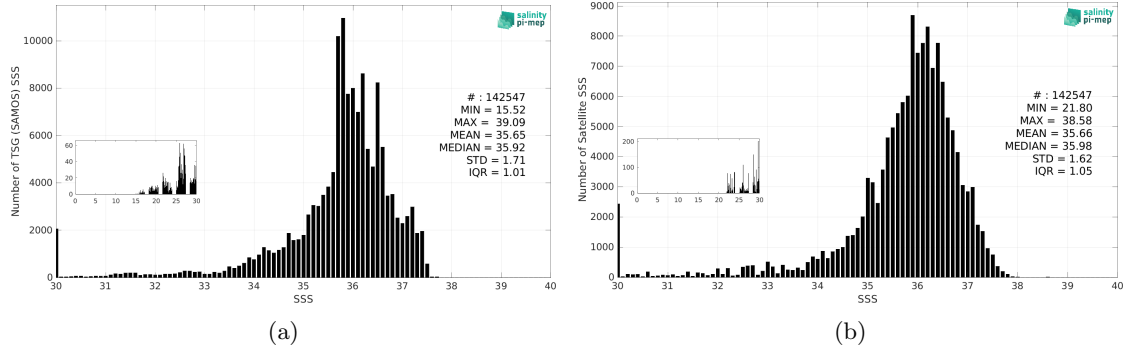 salinity
pi-mep
Number of TSG (SAMOS) SSS
10000
8000
6000
4000
2000
0
# : 142547
MIN = 15.52
MAX = 39.09
MEAN = 35.65
MEDIAN = 35.92
STD = 1.71
IQR = 1.01
60
40
20
0
0 5 10 15 20 25 30
30 31 32 33 34 35 36 37 38 39 40
SSS
(a)
salinity
pi-mep
Number of Satellite SSS
9000
8000
7000
6000
5000
4000
3000
2000
1000
0
# : 142547
MIN = 21.80
MAX = 38.58
MEAN = 35.66
MEDIAN = 35.98
STD = 1.62
IQR = 1.05
200
100
0
0 5 10 15 20 25 30
30 31 32 33 34 35 36 37 38 39 40
SSS
(b)